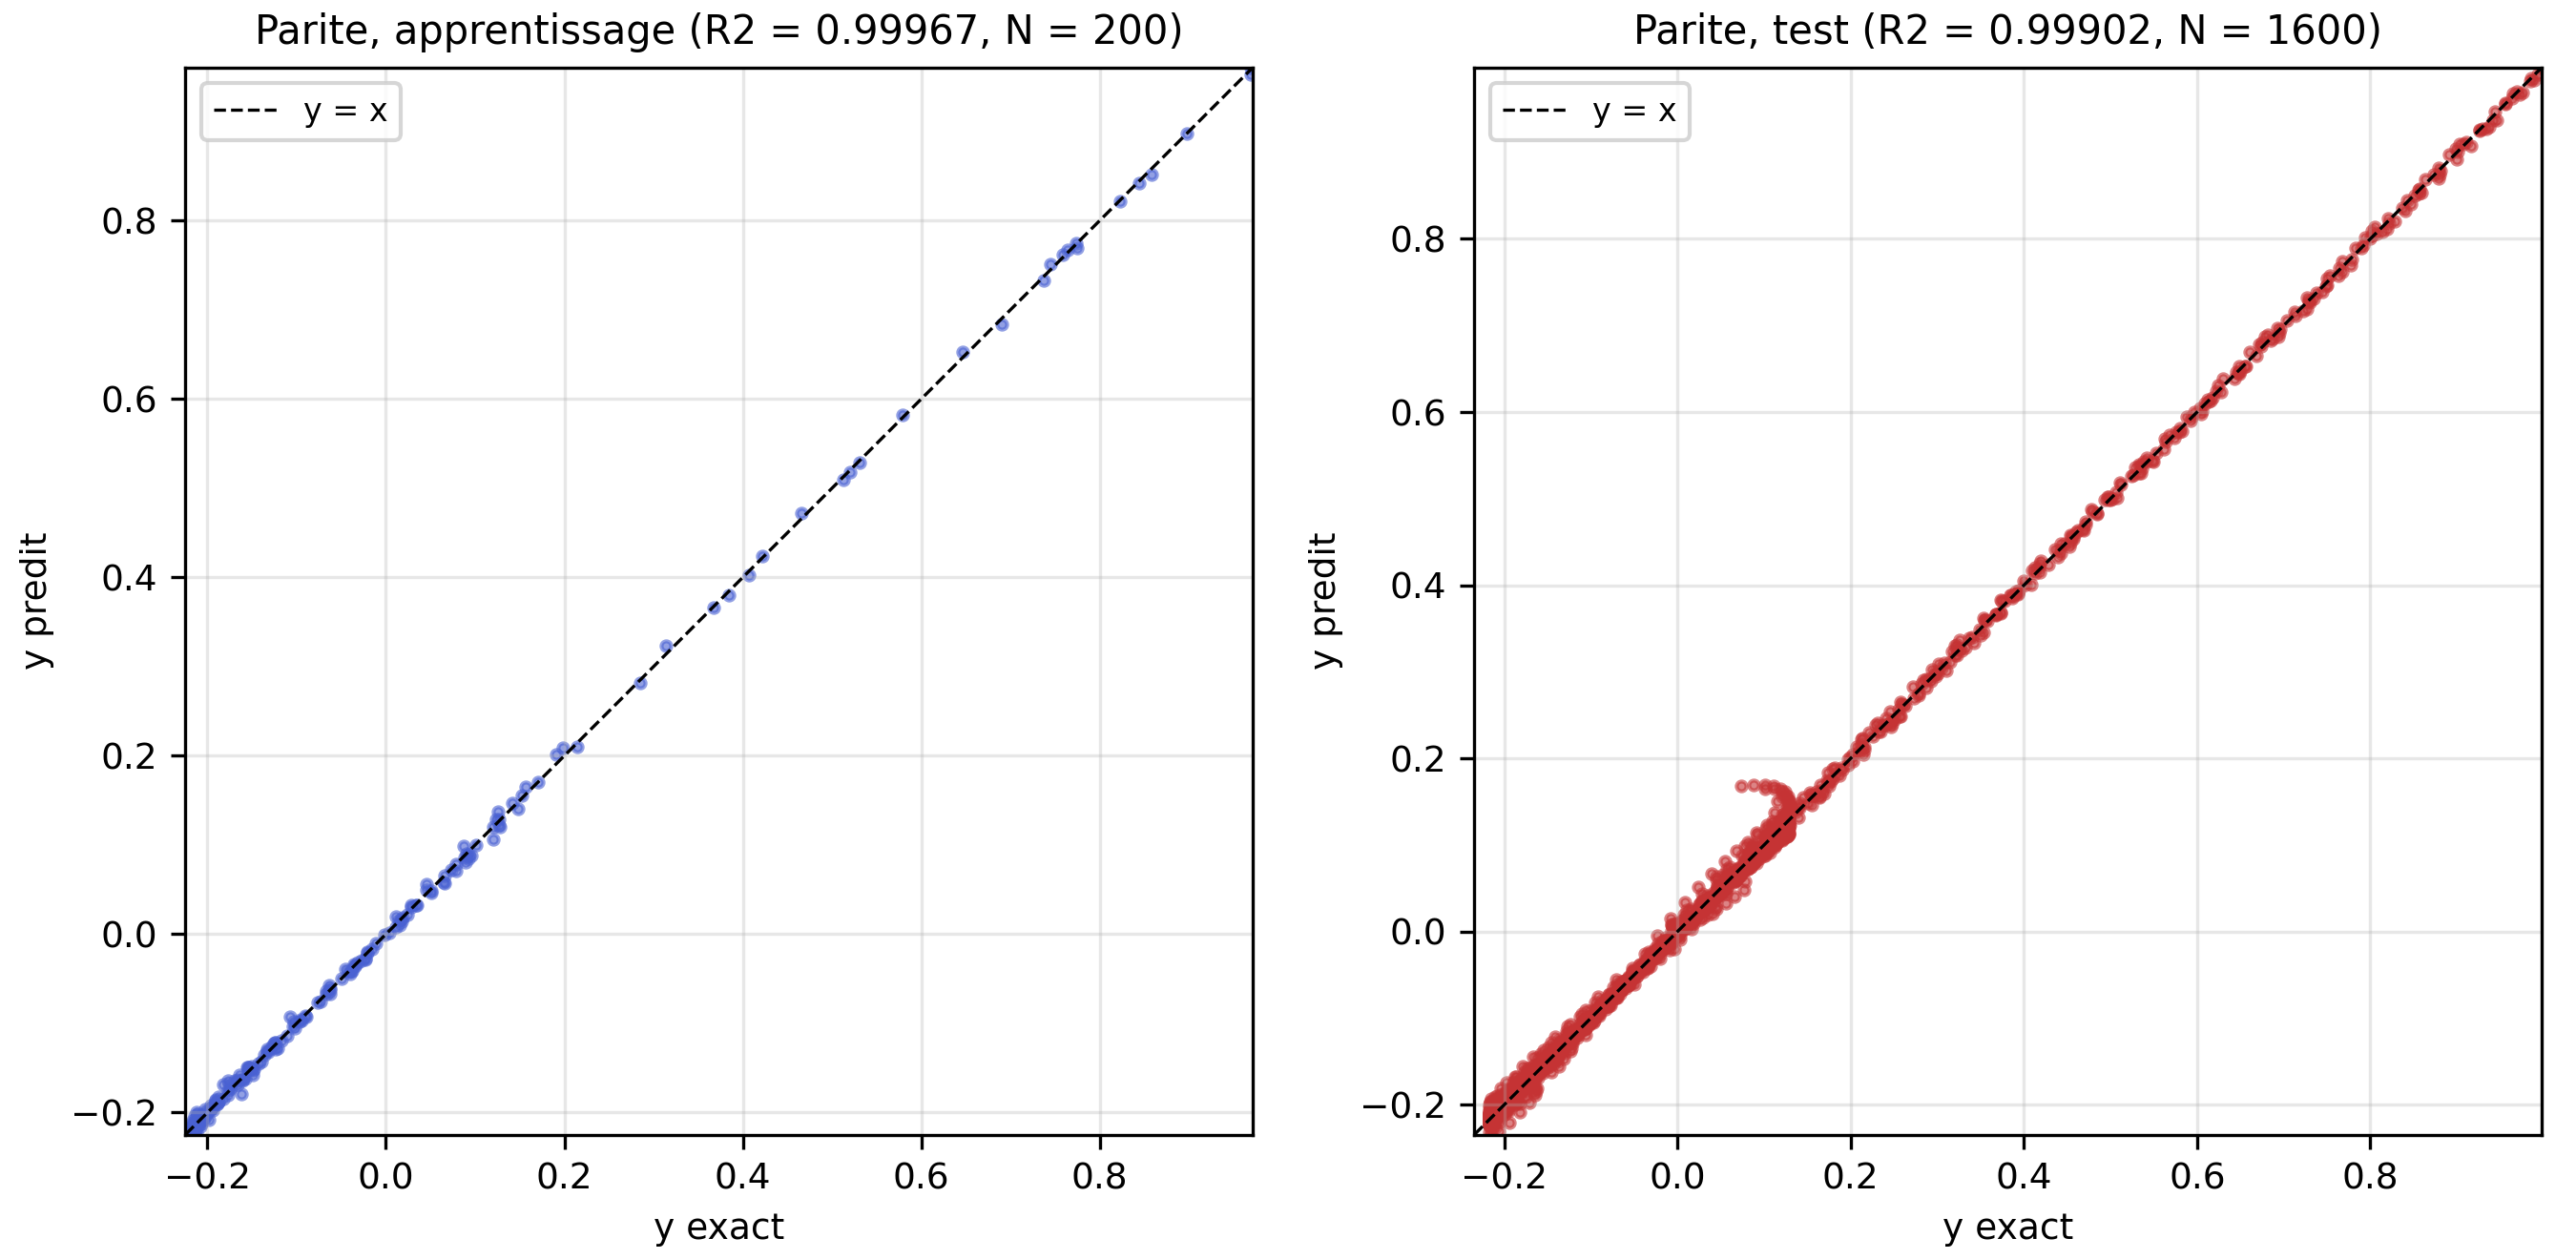 Parite, apprentissage (R2 = 0.99967, N = 200)
y = x
y predit
0.8
0.6
0.4
0.2
0.0
−0.2
−0.2 0.0 0.2 0.4 0.6 0.8
y exact
Parite, test (R2 = 0.99902, N = 1600)
y = x
y predit
0.8
0.6
0.4
0.2
0.0
−0.2
−0.2 0.0 0.2 0.4 0.6 0.8
y exact